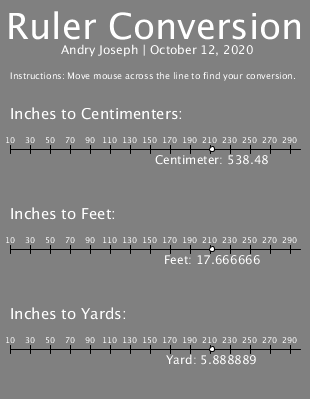 Ruler Conversion
Andry Joseph | October 12, 2020
Instructions: Move mouse across the line to find your conversion.
Inches to Centimenters:
10 30 50 70 90 110 130 150 170 190 210 230 250 270 290
Centimeter: 538.48
Inches to Feet:
10 30 50 70 90 110 130 150 170 190 210 230 250 270 290
Feet: 17.666666
Inches to Yards:
10 30 50 70 90 110 130 150 170 190 210 230 250 270 290
Yard: 5.888889